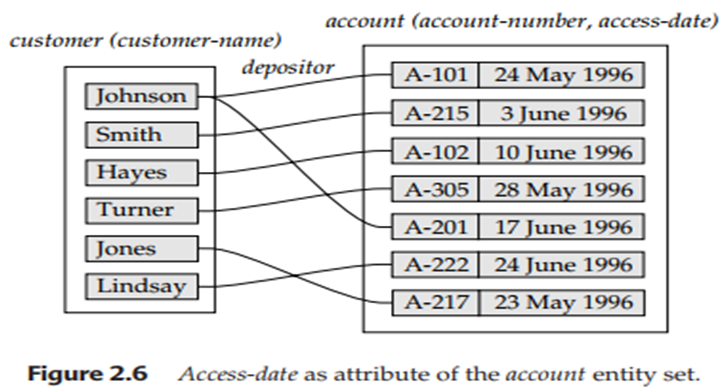 account (account-number, access-date)
customer (customer-name)
depositor
Johnson
Smith
Hayes
Turner
Jones
Lindsay
A-101 24 May 1996
A-215 3 June 1996
A-102 10 June 1996
A-305 28 May 1996
A-201 17 June 1996
A-222 24 June 1996
A-217 23 May 1996
Figure 2.6 Access-date as attribute of the account entity set.